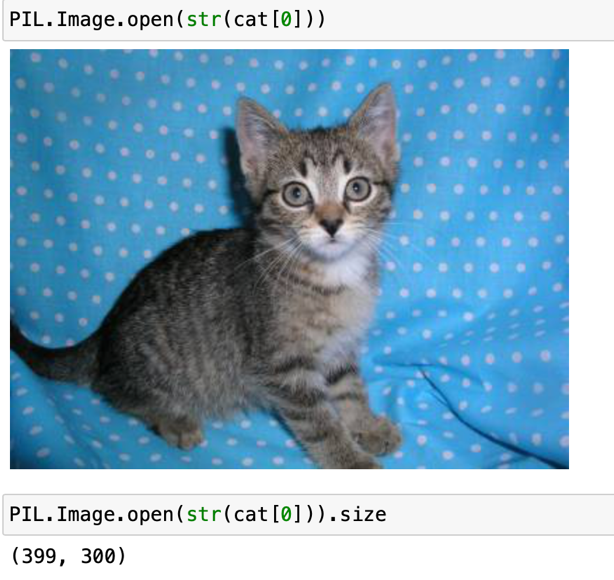 PIL.Image.open(str(cat[0]))
PIL.Image.open(str(cat[0])).size
(399, 300)